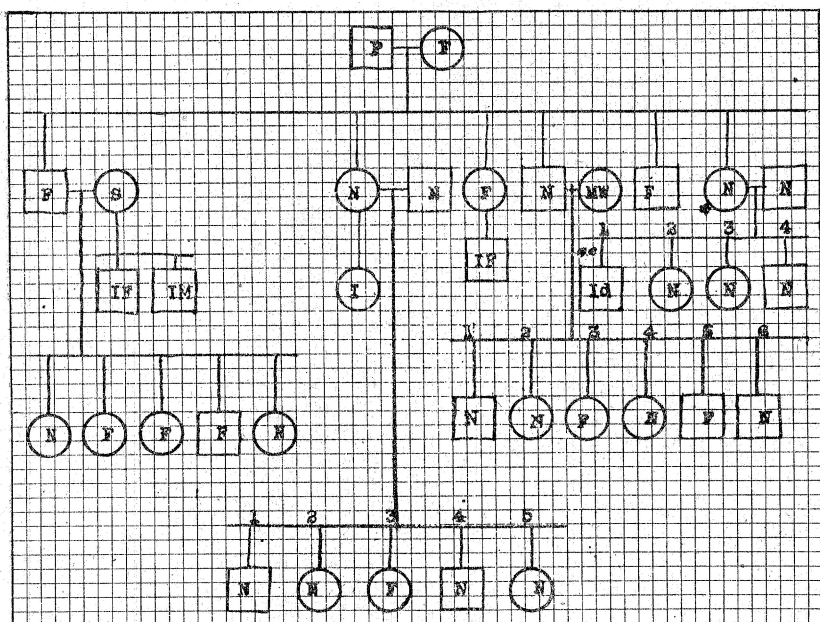 P F
F S N N F N MW F N N
1 2 3 4
IF IM I IF Id N N N
1 2 3 4 5 6
N F F F N N F N F N
1 2 3 4 5
N N F N N